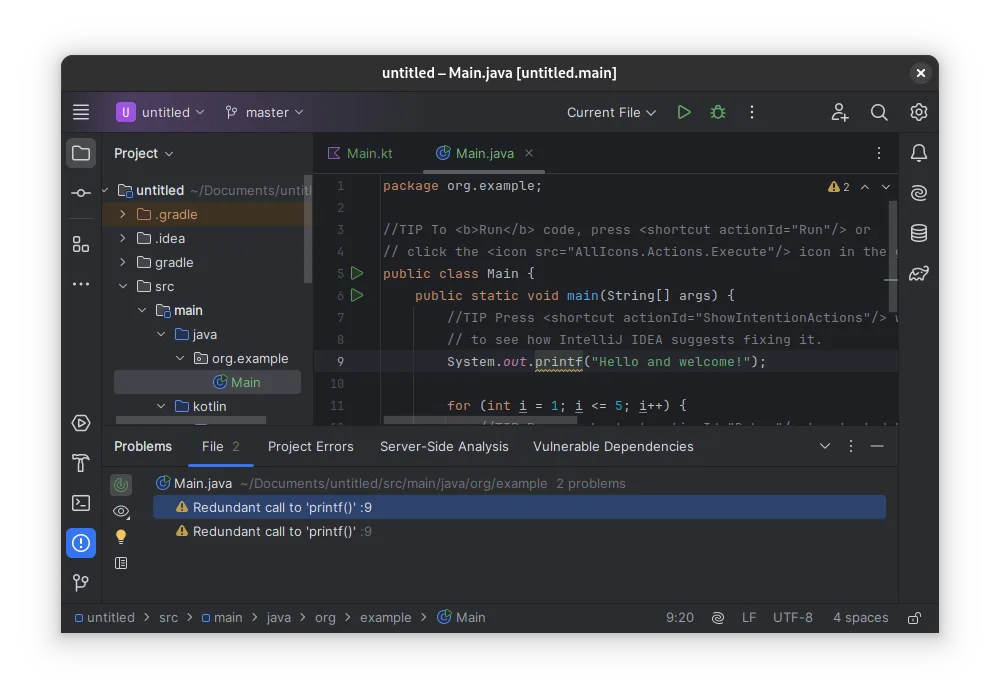 untitled – Main.java [untitled.main]
U untitled master Current File
Project
Main.kt Main.java
untitled ~/Documents/untitl
.gradle
.idea
gradle
src
main
java
org.example
Main
kotlin
2
1 package org.example;
2
3 //TIP To <b>Run</b> code, press <shortcut actionId="Run"/> or
4 // click the <icon src="AllIcons.Actions.Execute"/> icon in the g
5 public class Main {
6 public static void main(String[] args) {
7 //TIP Press <shortcut actionId="ShowIntentionActions"/> w
8 // to see how IntelliJ IDEA suggests fixing it.
9 System.out.printf("Hello and welcome!");
10
11 for (int i = 1; i <= 5; i++) {
Problems File 2 Project Errors Server-Side Analysis Vulnerable Dependencies
Main.java ~/Documents/untitled/src/main/java/org/example 2 problems
Redundant call to 'printf()' :9
Redundant call to 'printf()' :9
untitled > src > main > java > org > example > Main 9:20 LF UTF-8 4 spaces